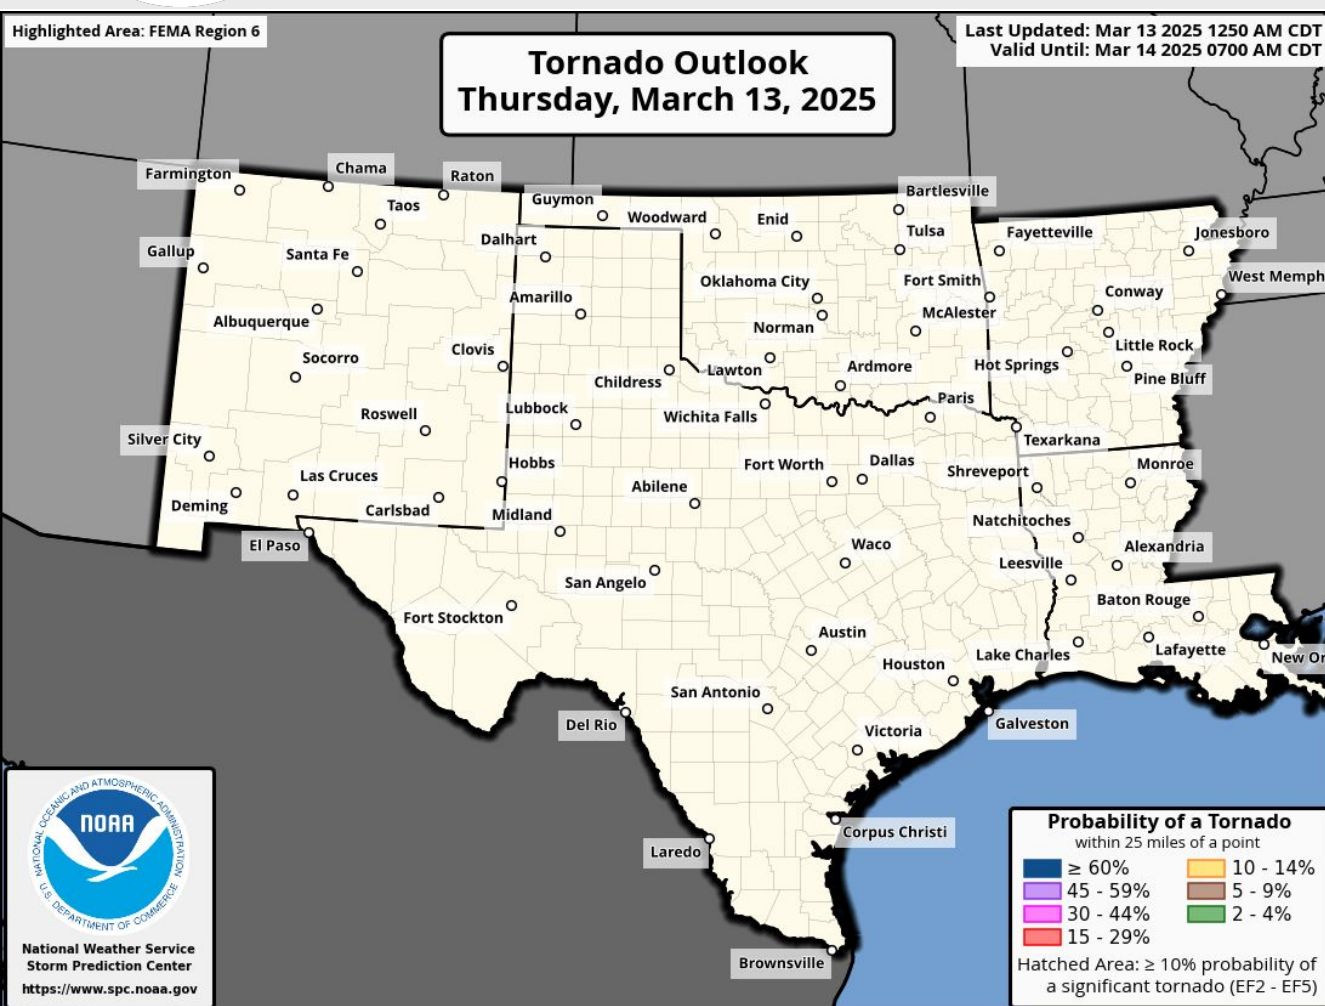 Highlighted Area: FEMA Region 6
Last Updated: Mar 13 2025 1250 AM CDT
Valid Until: Mar 14 2025 0700 AM CDT
Tornado Outlook
Thursday, March 13, 2025
Farmington
Chama
Raton
Taos
Guymon
Woodward
Enid
Bartlesville
Tulsa
Fayetteville
Jonesboro
Gallup
Santa Fe
Dalhart
Oklahoma City
Fort Smith
West Memph
Amarillo
Conway
Albuquerque
Norman
McAlester
Little Rock
Socorro
Clovis
Childress
Lawton
Ardmore
Hot Springs
Pine Bluff
Roswell
Lubbock
Wichita Falls
Paris
Silver City
Texarkana
Las Cruces
Hobbs
Fort Worth
Dallas
Shreveport
Monroe
Deming
Carlsbad
Abilene
Midland
Natchitoches
El Paso
Waco
Alexandria
San Angelo
Leesville
Fort Stockton
Baton Rouge
Austin
Houston
Lake Charles
Lafayette
New Or
San Antonio
Del Rio
Galveston
Victoria
Corpus Christi
Laredo
Brownsville
NATIONAL OCEANIC AND ATMOSPHERIC ADMINISTRATION
NOAA
U.S. DEPARTMENT OF COMMERCE
National Weather Service
Storm Prediction Center
https://www.spc.noaa.gov
Probability of a Tornado
within 25 miles of a point
≥ 60%
10 - 14%
45 - 59%
5 - 9%
30 - 44%
2 - 4%
15 - 29%
Hatched Area: ≥ 10% probability of
a significant tornado (EF2 - EF5)